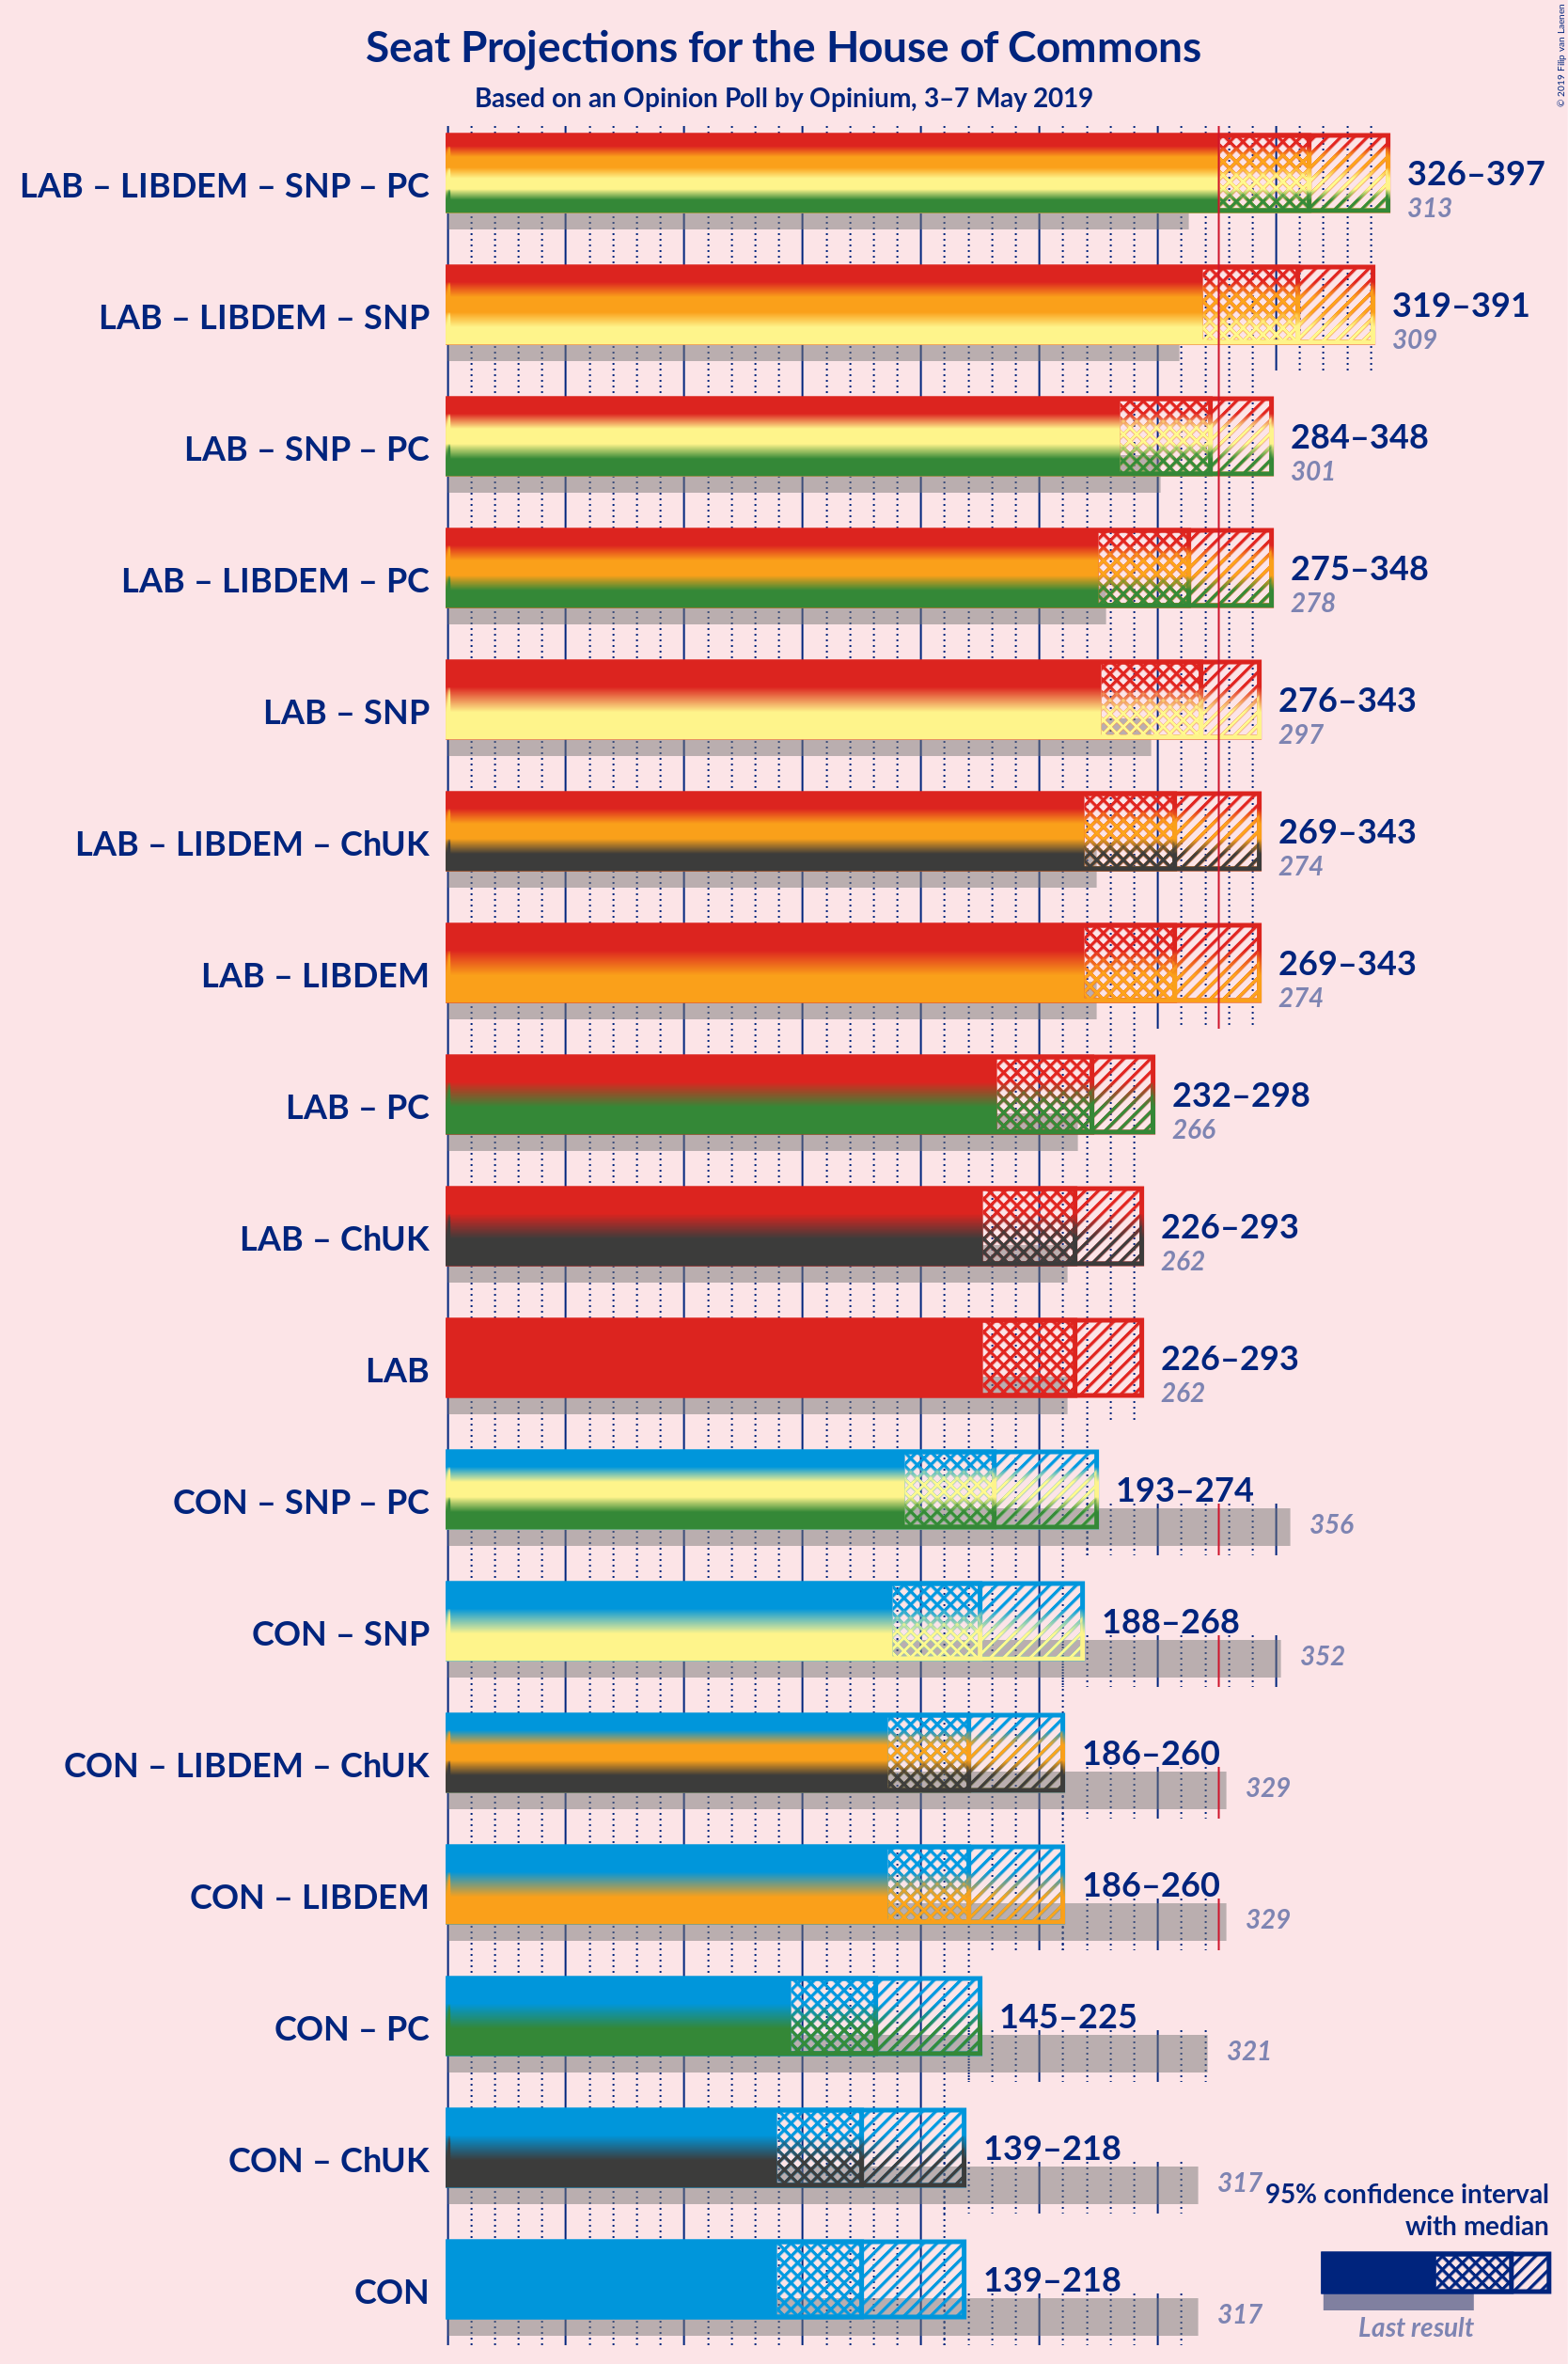 Seat Projections for the House of Commons
Based on an Opinion Poll by Opinium, 3–7 May 2019
© 2019 Filip van Laenen
LAB – LIBDEM – SNP – PC
326–397
313
LAB – LIBDEM – SNP
319–391
309
LAB – SNP – PC
284–348
301
LAB – LIBDEM – PC
275–348
278
LAB – SNP
276–343
297
LAB – LIBDEM – ChUK
269–343
274
LAB – LIBDEM
269–343
274
LAB – PC
232–298
266
LAB – ChUK
226–293
262
LAB
226–293
262
CON – SNP – PC
193–274
356
CON – SNP
188–268
352
CON – LIBDEM – ChUK
186–260
329
CON – LIBDEM
186–260
329
CON – PC
145–225
321
CON – ChUK
139–218
317
CON
139–218
317
95% confidence interval
with median
Last result